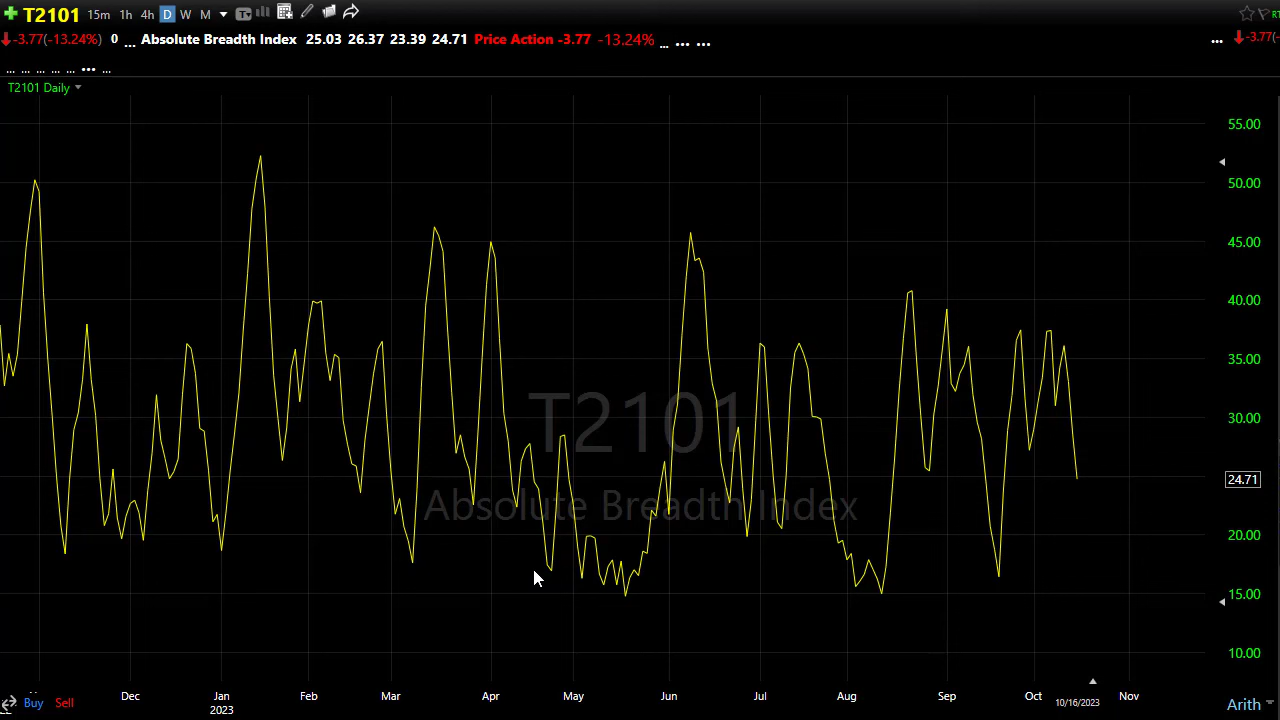 T2101 15m 1h 4h D W M T
-3.77(-13.24%) 0 ... Absolute Breadth Index 25.03 26.37 23.39 24.71 Price Action -3.77 -13.24% ... ... ... ... -3.77(-
... ... ... ... ... ... ...
T2101 Daily
55.00
50.00
45.00
40.00
35.00
30.00
T2101
24.71
Absolute Breadth Index
20.00
15.00
10.00
Dec Jan Feb Mar Apr May Jun Jul Aug Sep Oct Nov
Buy Sell 2023 10/16/2023 Arith